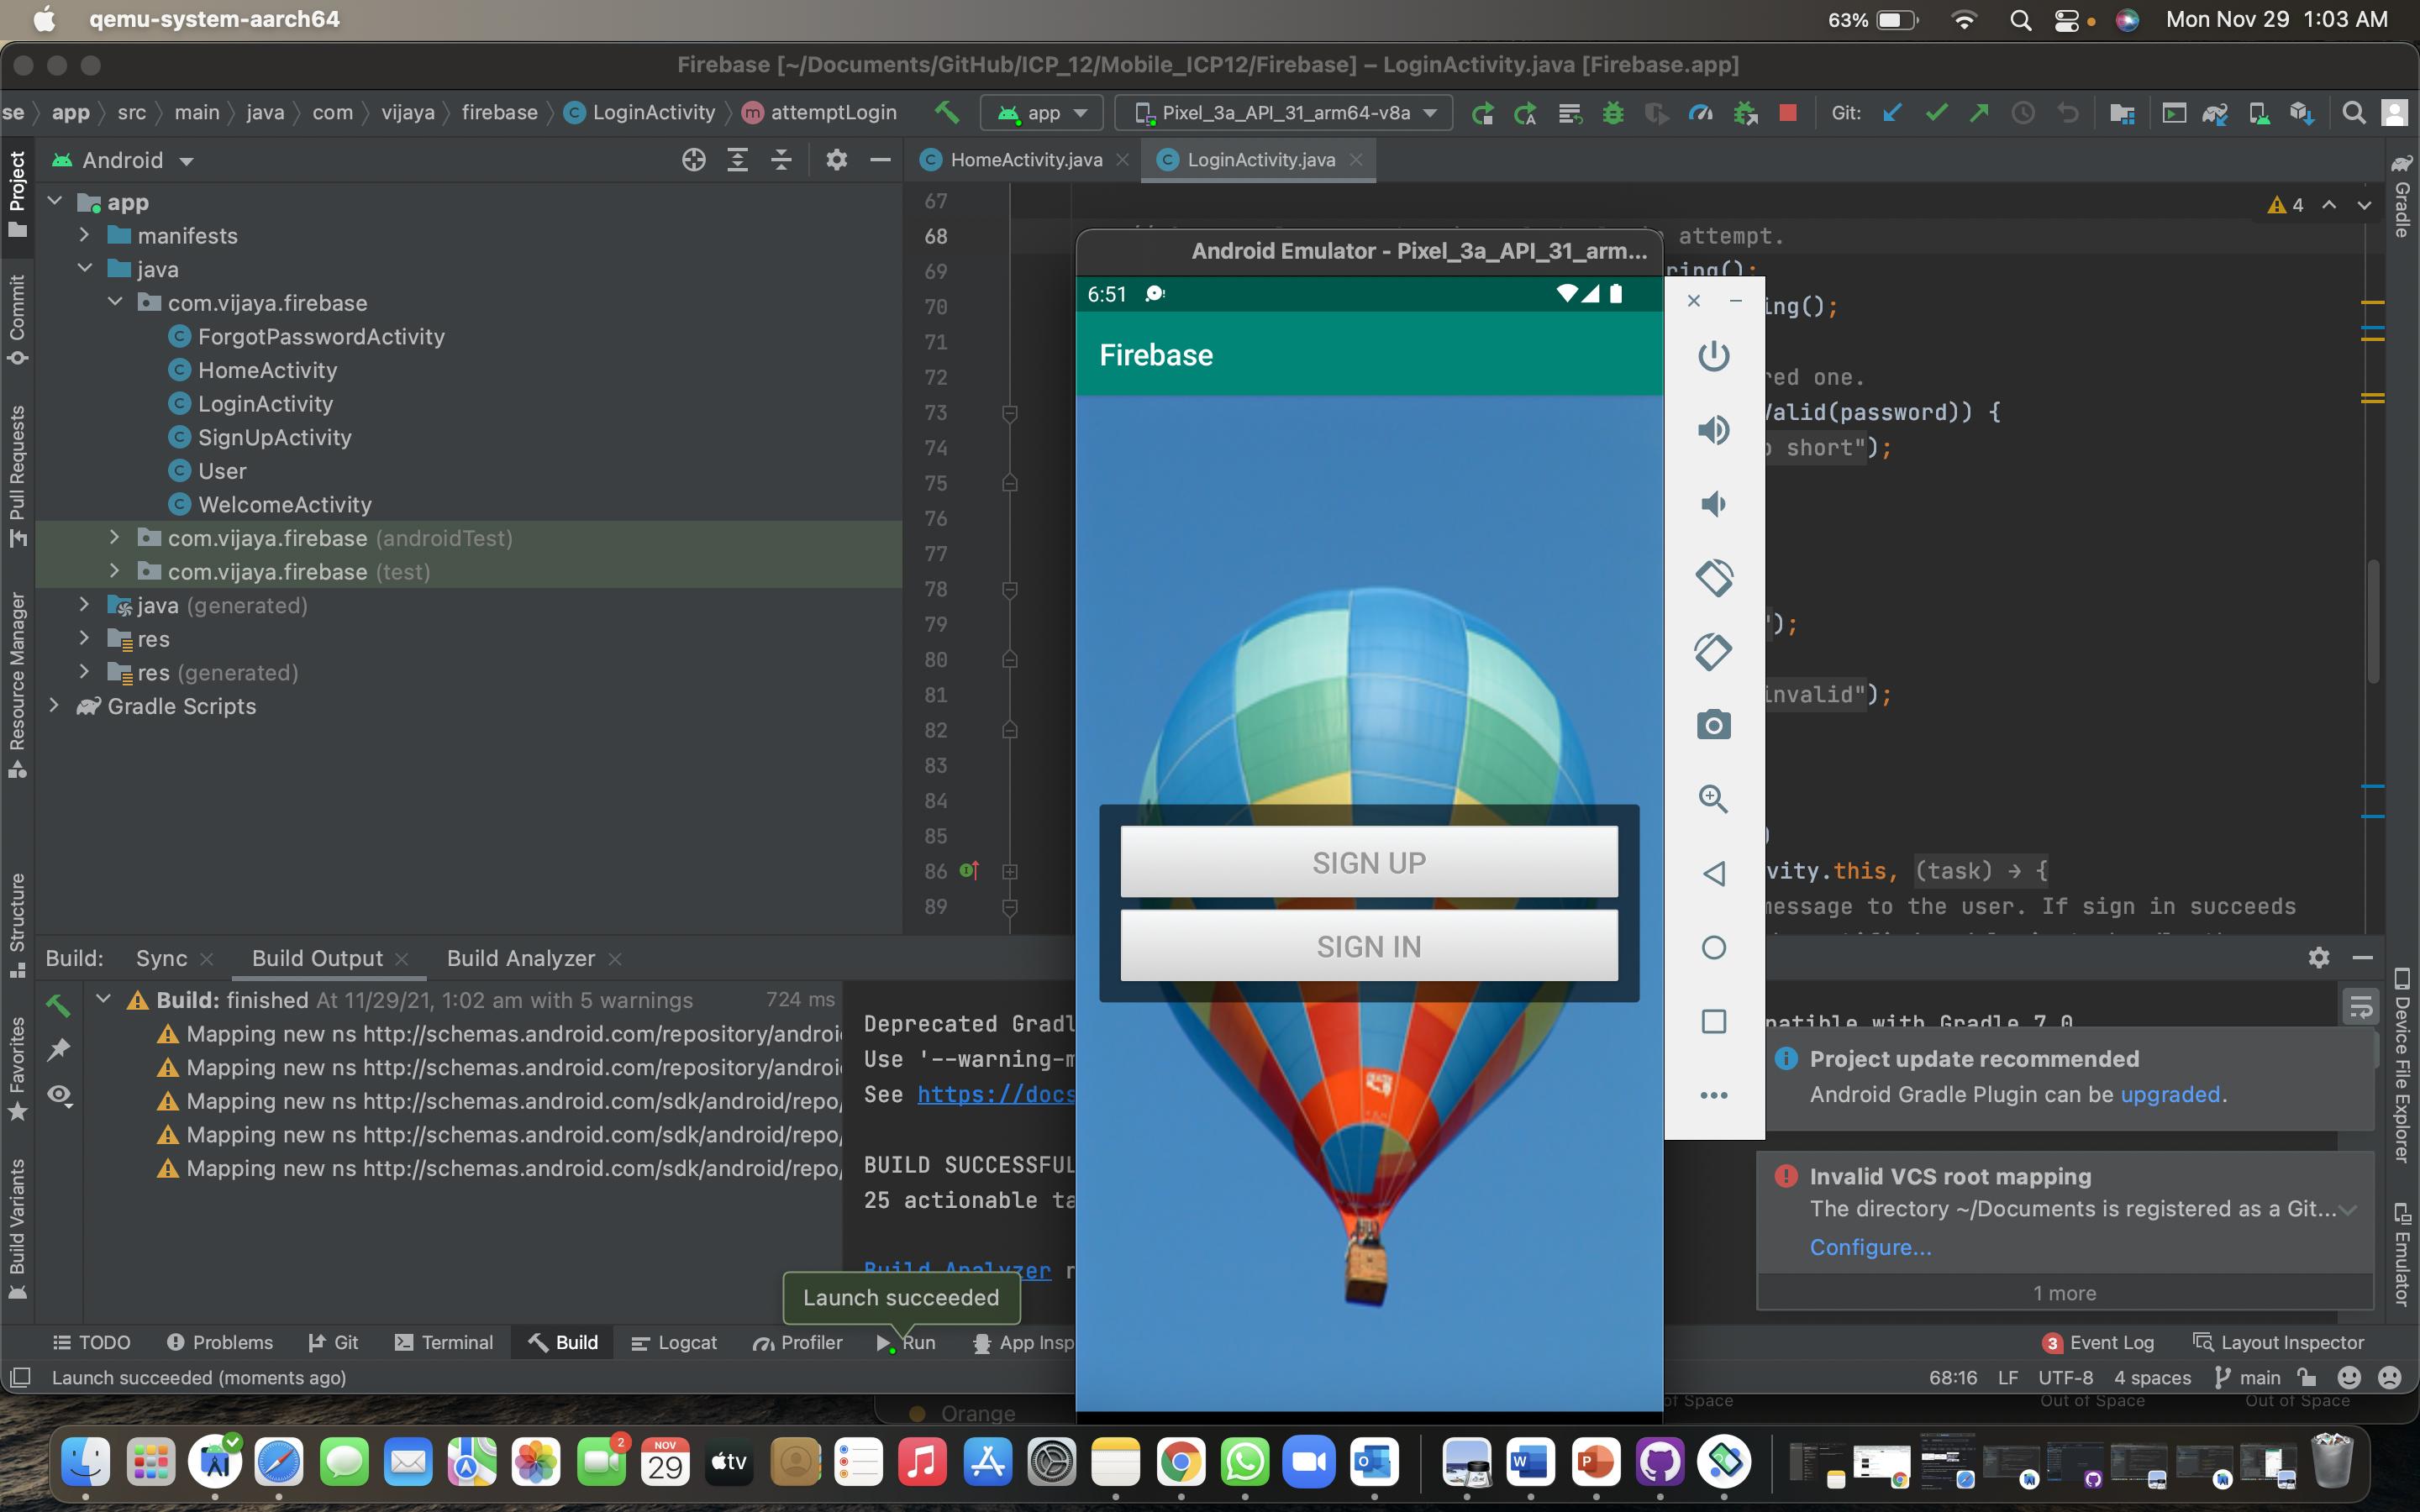 qemu-system-aarch64
63%
Mon Nov 29 1:03 AM
Firebase [~/Documents/GitHub/ICP_12/Mobile_ICP12/Firebase] – LoginActivity.java [Firebase.app]
se app src main java com vijaya firebase LoginActivity attemptLogin
app
Pixel_3a_API_31_arm64-v8a
Git:
Project
Commit
Pull Requests
Resource Manager
Structure
Favorites
Build Variants
Android
app
manifests
java
com.vijaya.firebase
ForgotPasswordActivity
HomeActivity
LoginActivity
SignUpActivity
User
WelcomeActivity
com.vijaya.firebase (androidTest)
com.vijaya.firebase (test)
java (generated)
res
res (generated)
Gradle Scripts
HomeActivity.java
LoginActivity.java
4
67
68 attempt.
69 ring();
70 ing();
71
72 red one.
73 Valid(password)) {
74 short");
75
76
77
78
79 ");
80
81 invalid");
82
83
84
85 )
86 vity.this, (task) → {
89 message to the user. If sign in succeeds
Android Emulator - Pixel_3a_API_31_arm...
6:51
Firebase
SIGN UP
SIGN IN
Gradle
Device File Explorer
Emulator
Build: Sync Build Output Build Analyzer
Build: finished At 11/29/21, 1:02 am with 5 warnings 724 ms
Mapping new ns http://schemas.android.com/repository/androi
Mapping new ns http://schemas.android.com/repository/androi
Mapping new ns http://schemas.android.com/sdk/android/repo/
Mapping new ns http://schemas.android.com/sdk/android/repo/
Mapping new ns http://schemas.android.com/sdk/android/repo/
Deprecated Gradl
patible with Gradle 7.0
Use '--warning-m
See https://docs
BUILD SUCCESSFUL
25 actionable ta
Build Analyzer r
Launch succeeded
Project update recommended
Android Gradle Plugin can be upgraded.
Invalid VCS root mapping
The directory ~/Documents is registered as a Git...
Configure...
1 more
TODO Problems Git Terminal Build Logcat Profiler Run App Insp
3 Event Log Layout Inspector
Launch succeeded (moments ago)
68:16 LF UTF-8 4 spaces main
Orange
of Space
Out of Space
Out of Space
2
NOV
29
tv